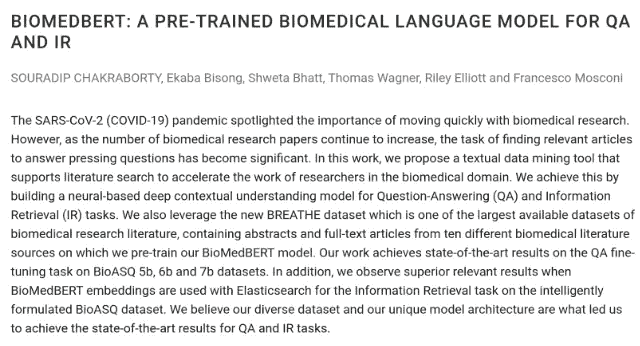 BIOMEDBERT: A PRE-TRAINED BIOMEDICAL LANGUAGE MODEL FOR QA
AND IR
SOURADIP CHAKRABORTY, Ekaba Bisong, Shweta Bhatt, Thomas Wagner, Riley Elliott and Francesco Mosconi
The SARS-CoV-2 (COVID-19) pandemic spotlighted the importance of moving quickly with biomedical research.
However, as the number of biomedical research papers continue to increase, the task of finding relevant articles
to answer pressing questions has become significant. In this work, we propose a textual data mining tool that
supports literature search to accelerate the work of researchers in the biomedical domain. We achieve this by
building a neural-based deep contextual understanding model for Question-Answering (QA) and Information
Retrieval (IR) tasks. We also leverage the new BREATHE dataset which is one of the largest available datasets of
biomedical research literature, containing abstracts and full-text articles from ten different biomedical literature
sources on which we pre-train our BioMedBERT model. Our work achieves state-of-the-art results on the QA fine-
tuning task on BioASQ 5b, 6b and 7b datasets. In addition, we observe superior relevant results when
BioMedBERT embeddings are used with Elasticsearch for the Information Retrieval task on the intelligently
formulated BioASQ dataset. We believe our diverse dataset and our unique model architecture are what led us
to achieve the state-of-the-art results for QA and IR tasks.